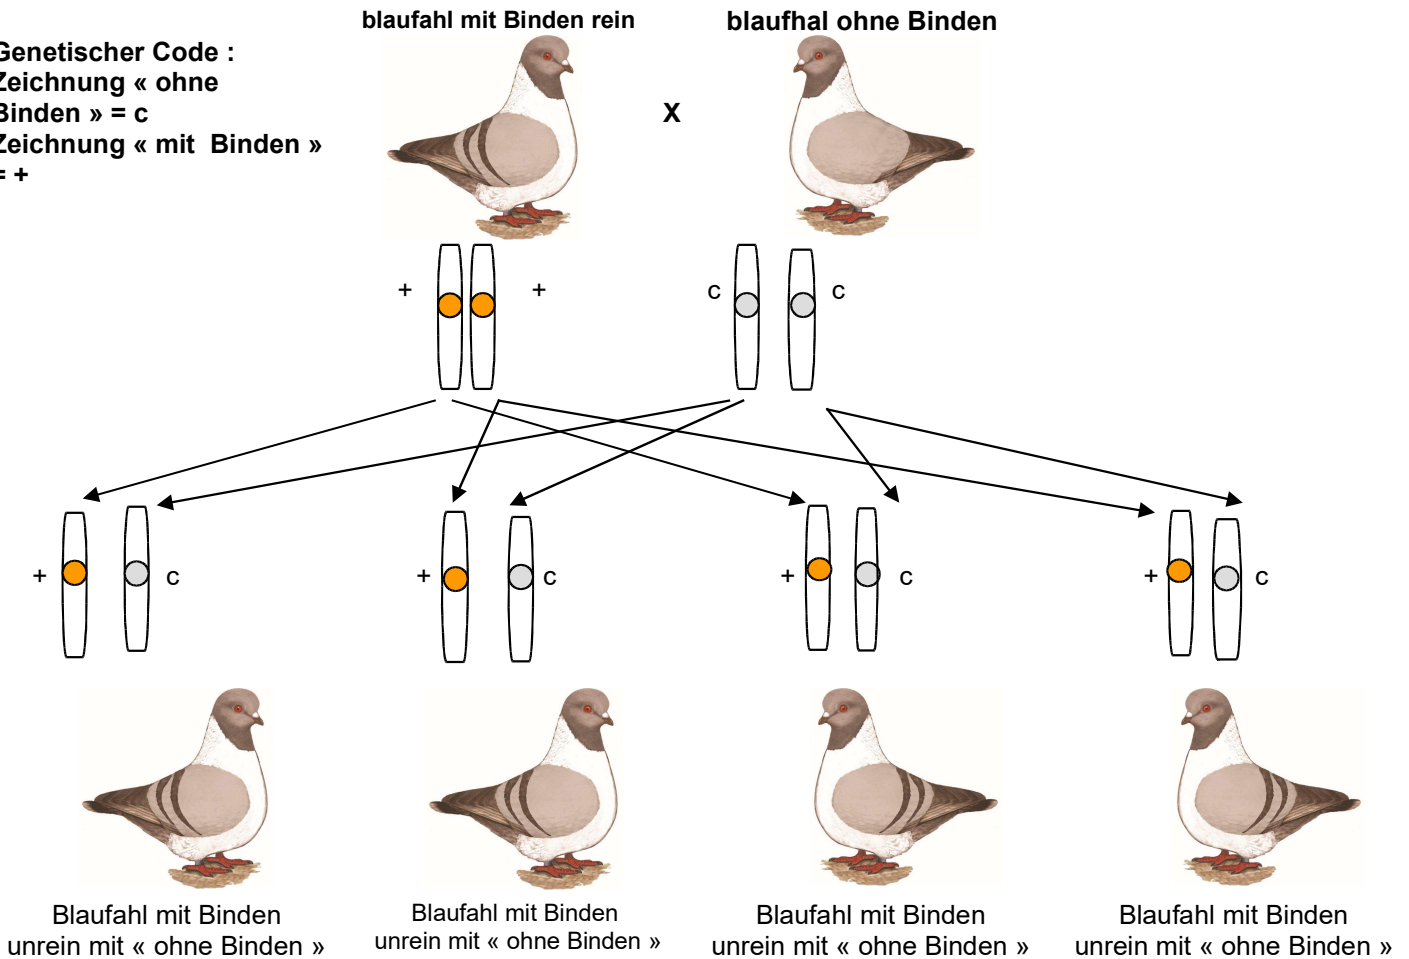 blaufahl mit Binden rein
blaufhal ohne Binden
Genetischer Code :
Zeichnung « ohne
Binden » = c
Zeichnung « mit Binden »
= +
X
+ + c c
+ c + c + c + c
Blaufahl mit Binden
unrein mit « ohne Binden »
Blaufahl mit Binden
unrein mit « ohne Binden »
Blaufahl mit Binden
unrein mit « ohne Binden »
Blaufahl mit Binden
unrein mit « ohne Binden »